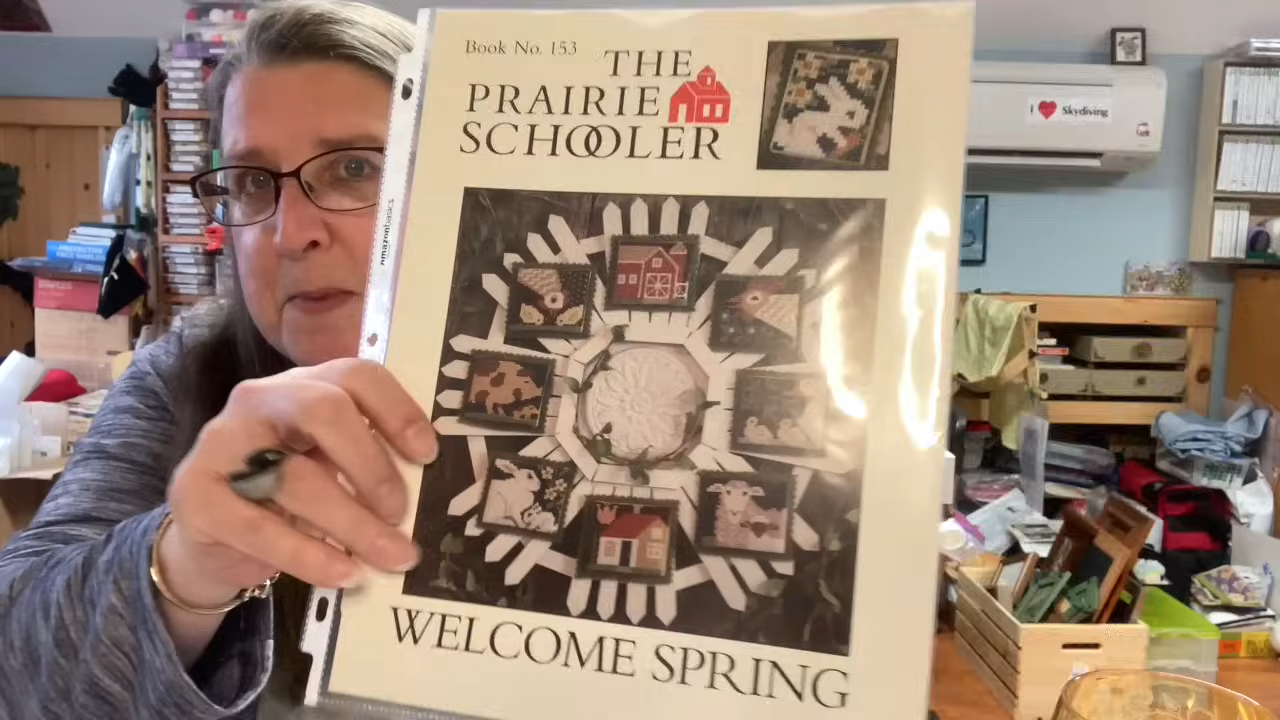 Book No. 153
THE
PRAIRIE
SCHOOLER
amazonbasics
WELCOME SPRING
I ❤ Skydiving